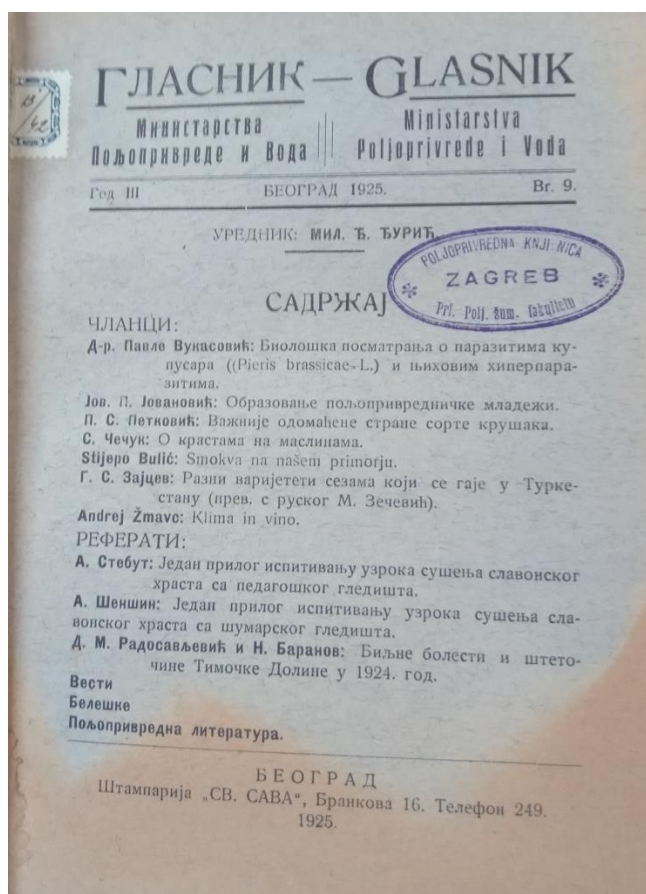 ГЛАСНИК — GLASNIK
Министарства Ministarstva
Пољопривреде и Вода Poljoprivrede i Voda
Год III БЕОГРАД 1925. Br. 9.
УРЕДНИК: МИЛ. Ђ. ЂУРИЋ.
POLJOPRIVREDNA KNJI NICA
ZAGREB
Pri. Polj. šum. fakultetu
САДРЖАЈ
ЧЛАНЦИ:
Д-р. Павле Вукасовић: Биолошка посматрања о паразитима ку-
пусара ((Pieris brassicae-L.) и њиховим хиперпара-
зитима.
Јов. П. Јовановић: Образовање пољопривредничке младежи.
П. С. Петковић: Важније одомаћене стране сорте крушака.
С. Чечук: О крастама на маслинама.
Stijepo Bulić: Smokva na našem primorju.
Г. С. Зајцев: Разни варијетети сезама који се гаје у Турке-
стану (прев. с руског М. Зечевић).
Andrej Žmavc: Klima in vino.
РЕФЕРАТИ:
А. Стебут: Један прилог испитивању узрока сушења славонског
храста са педагошког гледишта.
А. Шеншин: Један прилог испитивању узрока сушења сла-
вонског храста са шумарског гледишта.
Д. М. Радосављевић и Н. Баранов: Биљне болести и штето-
чине Тимочке Долине у 1924. год.
Вести
Белешке
Пољопривредна литература.
БЕОГРАД
Штампарија „СВ. САВА“, Бранкова 16. Телефон 249.
1925.